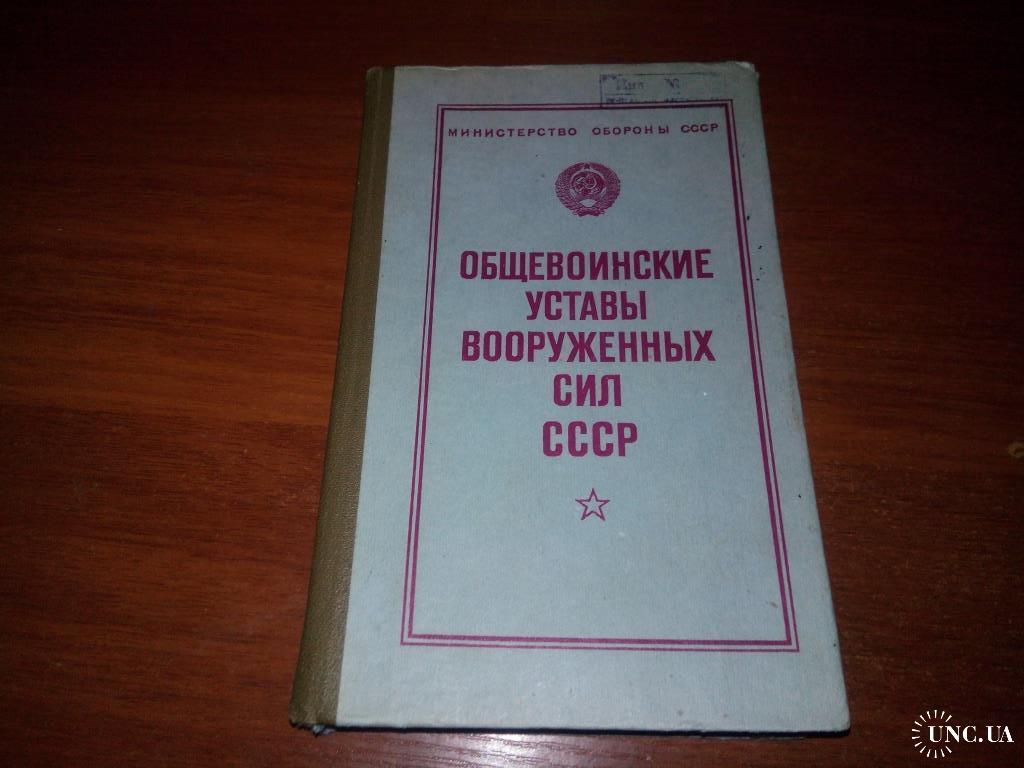 МИНИСТЕРСТВО ОБОРОНЫ СССР
ОБЩЕВОИНСКИЕ
УСТАВЫ
ВООРУЖЕННЫХ
СИЛ
СССР
UNC.UA